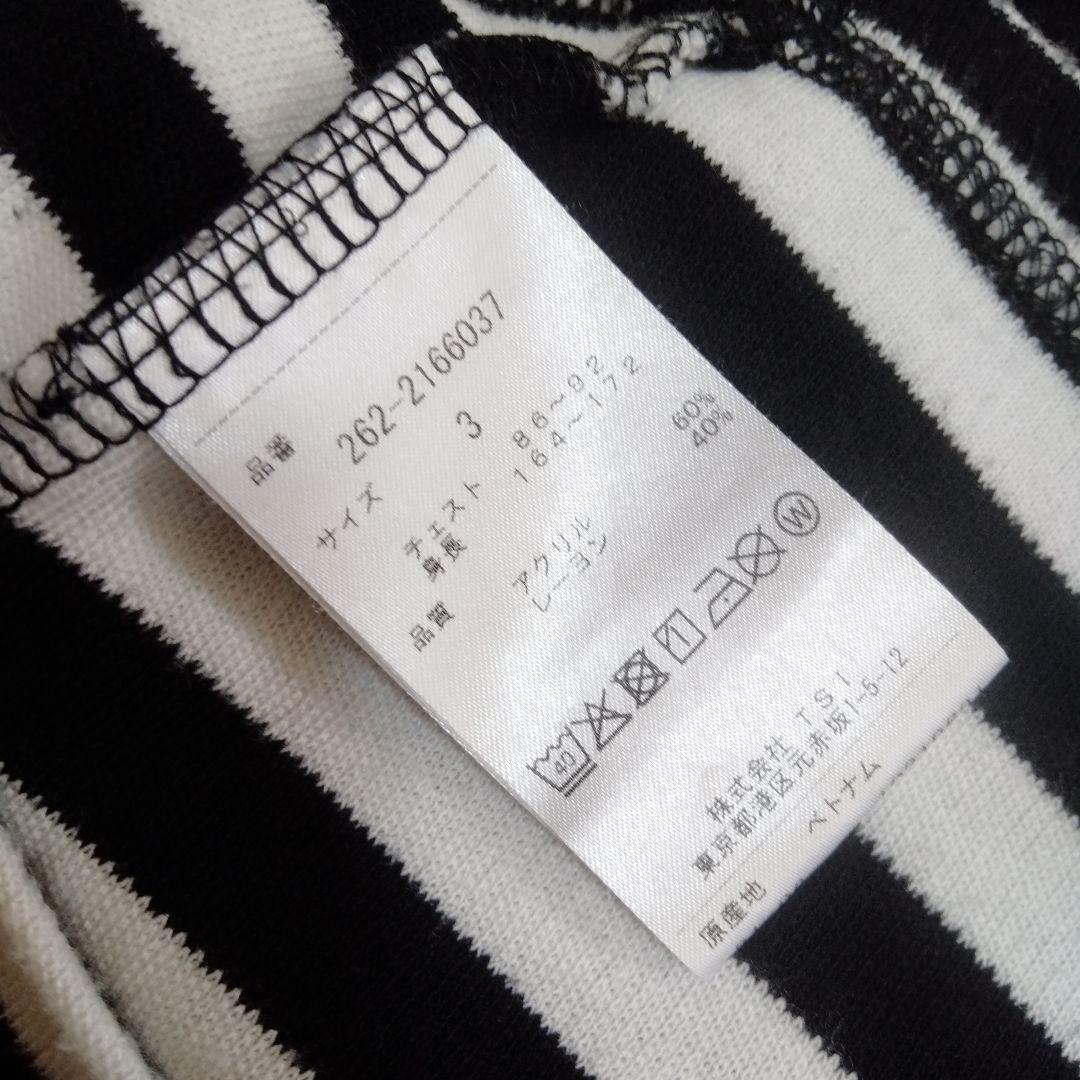 品番 262-2166037
サイズ 3
チェスト 86～92
身長 164～172
品質 アクリル 60%
レーヨン 40%
40 W
株式会社 TSI
東京都港区元赤坂1-5-12
原産地 ベトナム